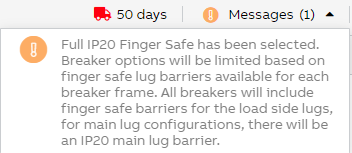 50 days Messages (1)
Full IP20 Finger Safe has been selected.
Breaker options will be limited based on
finger safe lug barriers available for each
breaker frame. All breakers will include
finger safe barriers for the load side lugs,
for main lug configurations, there will be
an IP20 main lug barrier.